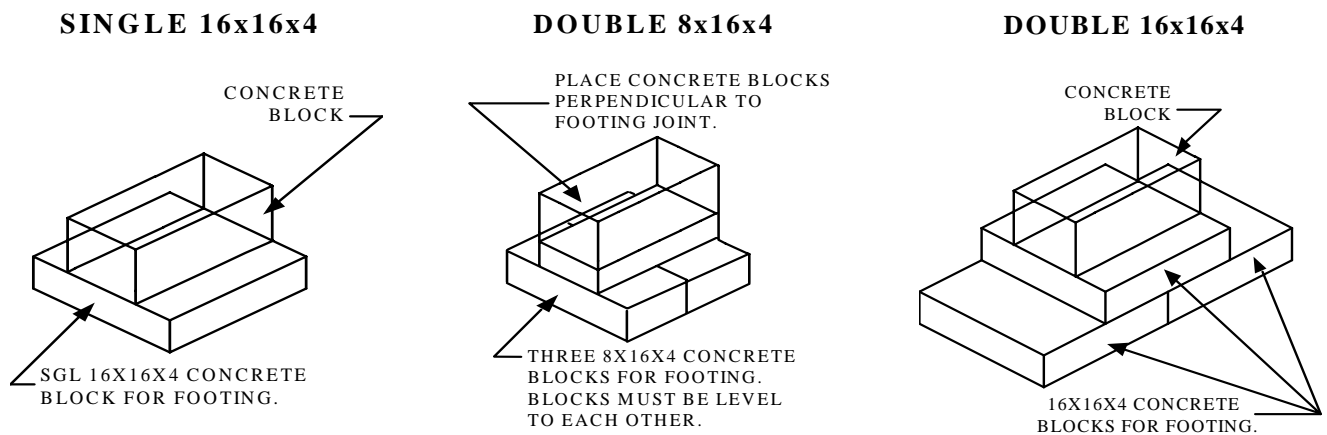 SINGLE 16x16x4
CONCRETE
BLOCK
SGL 16X16X4 CONCRETE
BLOCK FOR FOOTING.
DOUBLE 8x16x4
PLACE CONCRETE BLOCKS
PERPENDICULAR TO
FOOTING JOINT.
THREE 8X16X4 CONCRETE
BLOCKS FOR FOOTING.
BLOCKS MUST BE LEVEL
TO EACH OTHER.
DOUBLE 16x16x4
CONCRETE
BLOCK
16X16X4 CONCRETE
BLOCKS FOR FOOTING.